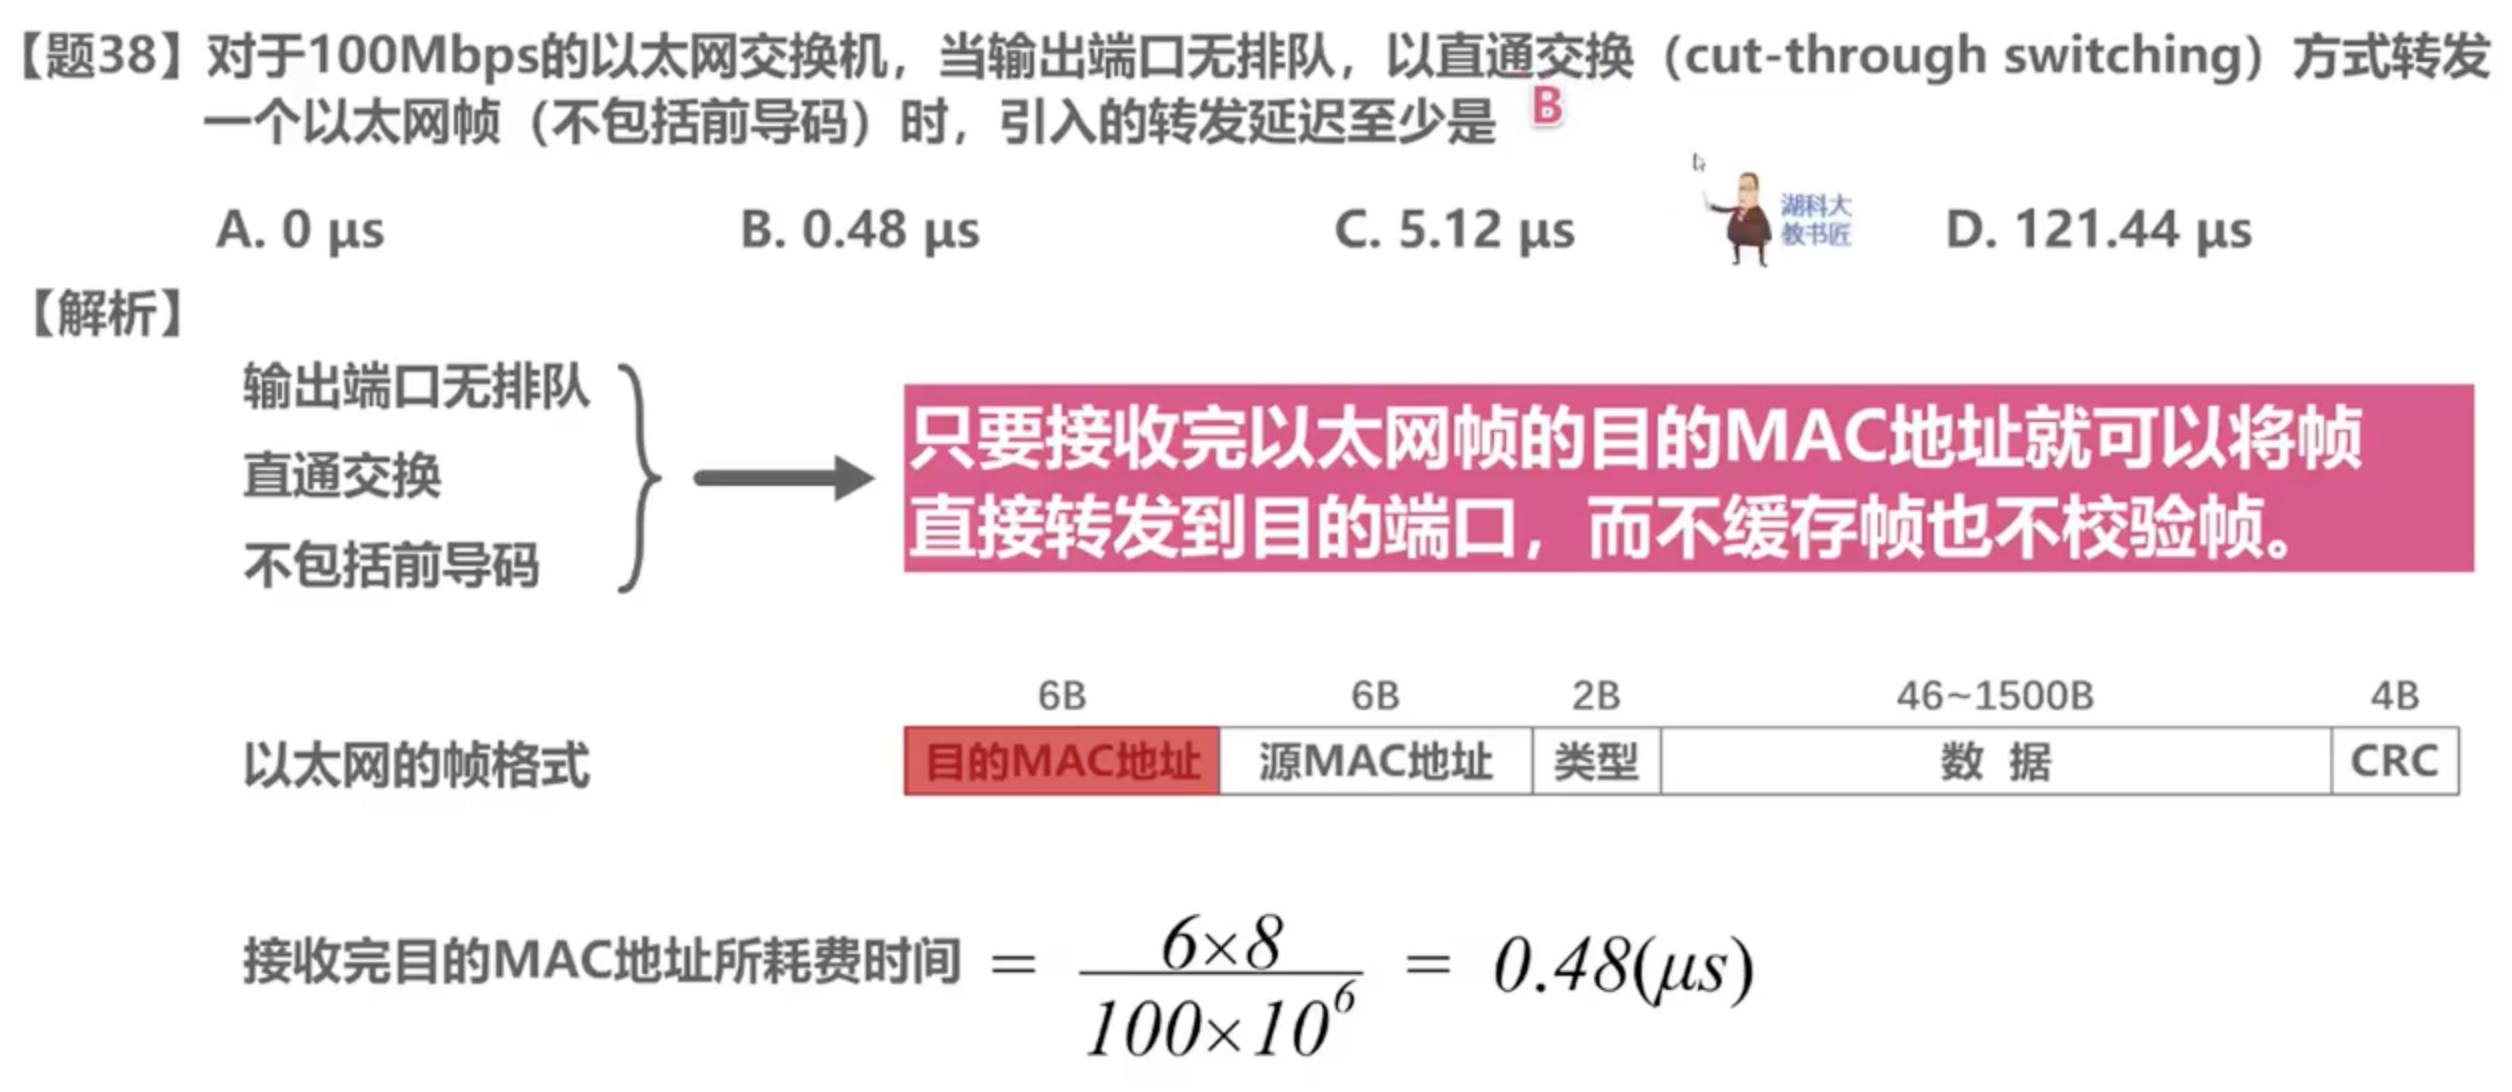 【题38】对于100Mbps的以太网交换机，当输出端口无排队，以直通交换（cut-through switching）方式转发
一个以太网帧（不包括前导码）时，引入的转发延迟至少是 B
A. 0 μs B. 0.48 μs C. 5.12 μs D. 121.44 μs
湖科大
教书匠
【解析】
输出端口无排队
直通交换
不包括前导码
只要接收完以太网帧的目的MAC地址就可以将帧
直接转发到目的端口，而不缓存帧也不校验帧。
6B 6B 2B 46~1500B 4B
以太网的帧格式 目的MAC地址 源MAC地址 类型 数 据 CRC
接收完目的MAC地址所耗费时间 = 6×8 / 100×10⁶ = 0.48(μs)